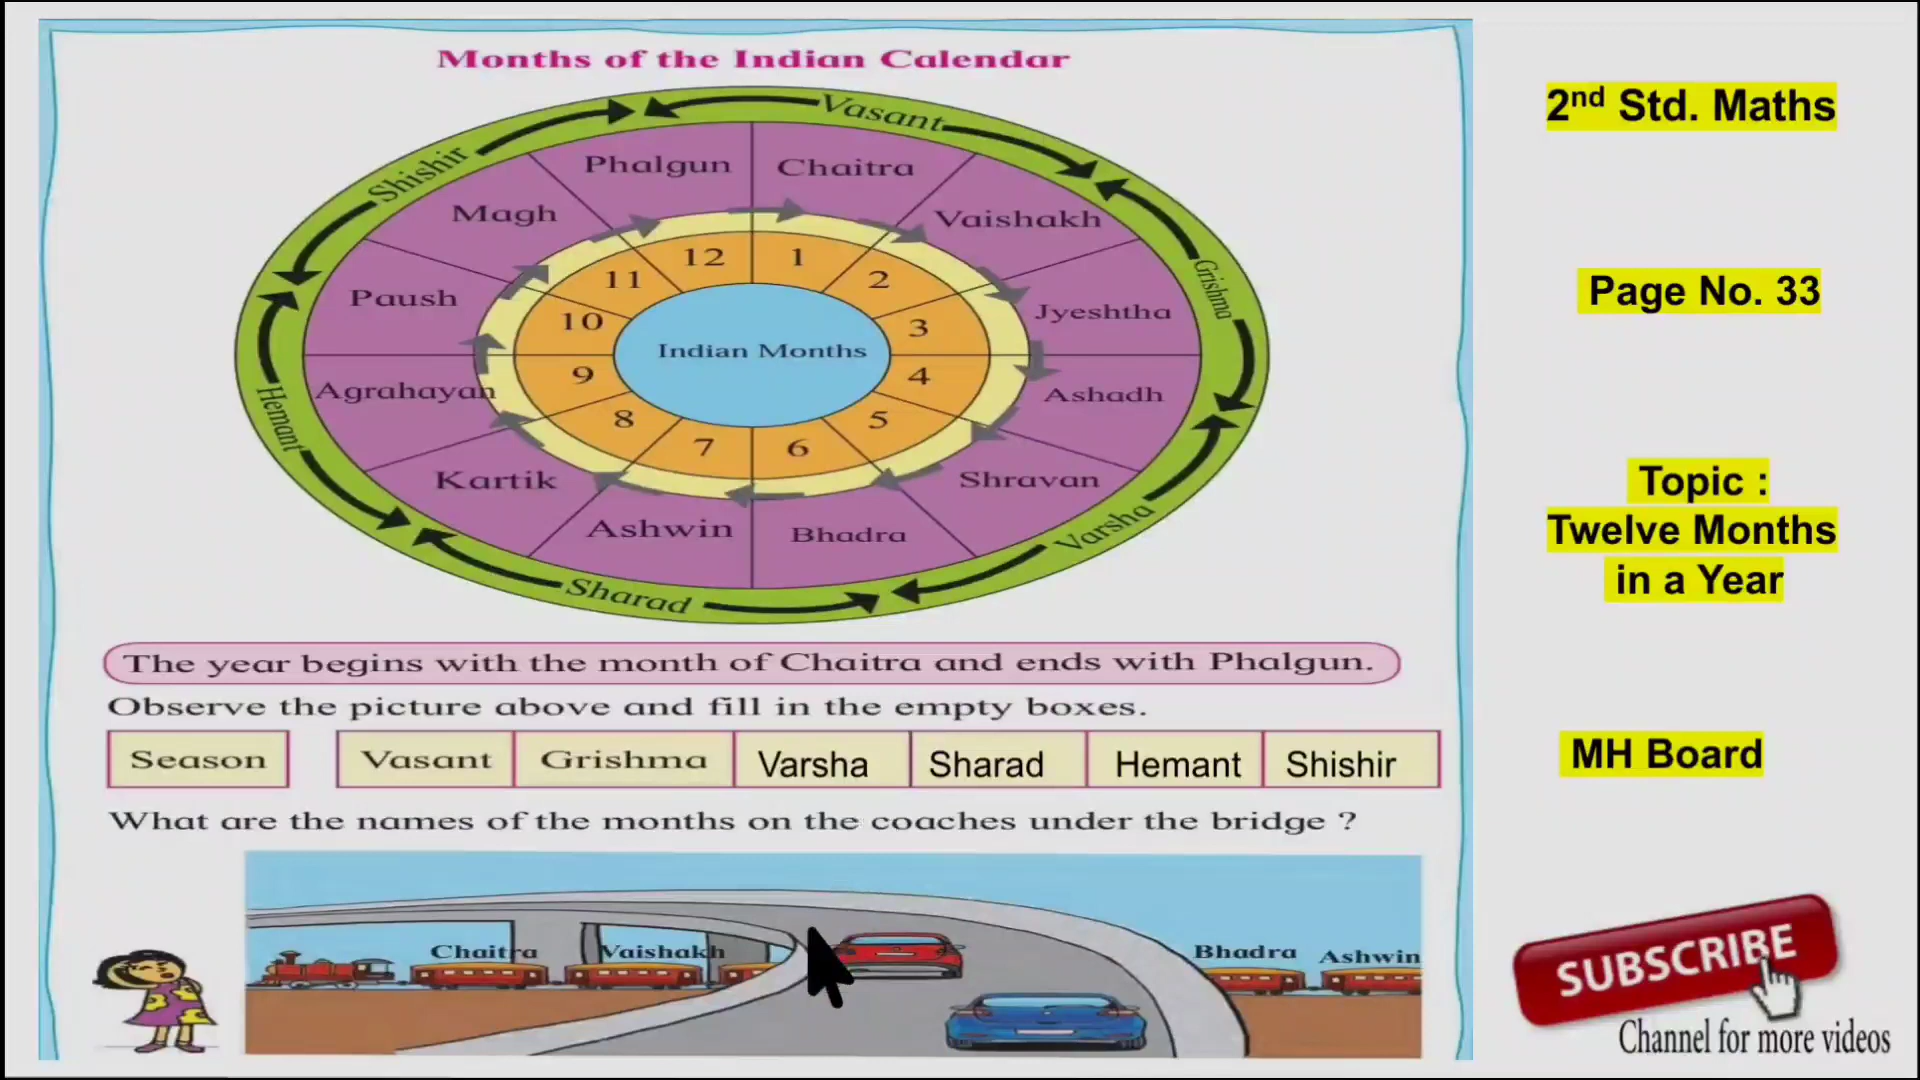 Months of the Indian Calendar
Vasant
Grishma
Varsha
Sharad
Hemant
Shishir
Chaitra
Vaishakh
Jyeshtha
Ashadh
Shravan
Bhadra
Ashwin
Kartik
Agrahayan
Paush
Magh
Phalgun
1
2
3
4
5
6
7
8
9
10
11
12
Indian Months
The year begins with the month of Chaitra and ends with Phalgun.
Observe the picture above and fill in the empty boxes.
Season Vasant Grishma Varsha Sharad Hemant Shishir
What are the names of the months on the coaches under the bridge ?
Chaitra Vaishakh Bhadra Ashwin
2nd Std. Maths
Page No. 33
Topic :
Twelve Months
in a Year
MH Board
SUBSCRIBE
Channel for more videos